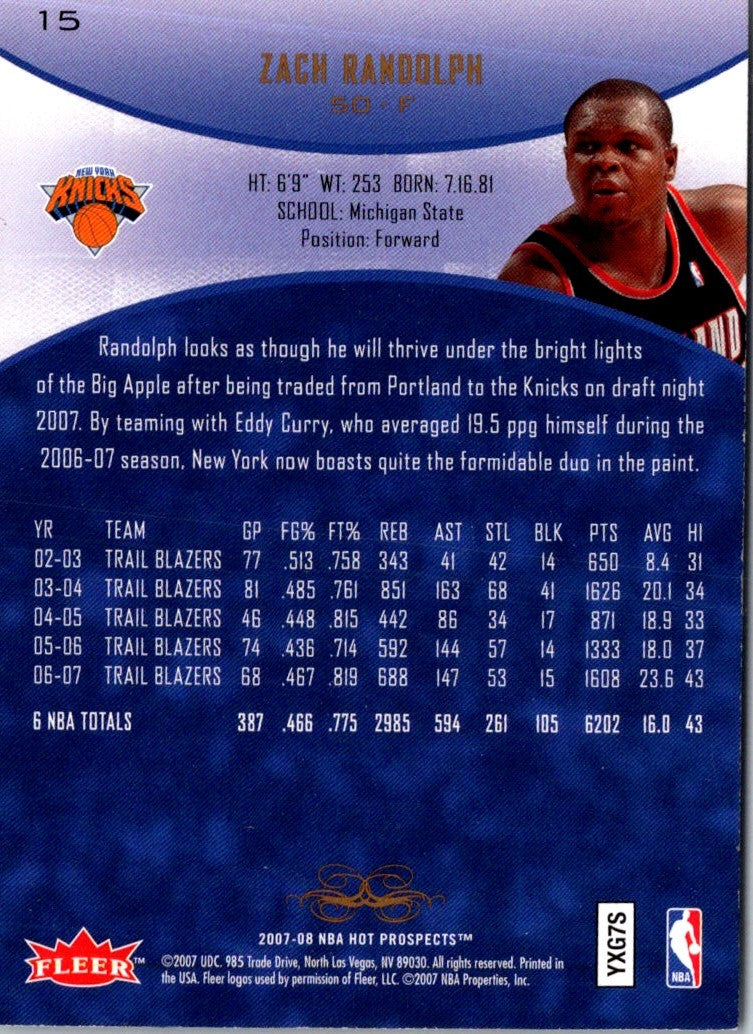 15
ZACH RANDOLPH
50 · F
NEW YORK
KNICKS
HT: 6'9" WT: 253 BORN: 7.16.81
SCHOOL: Michigan State
Position: Forward
ND
Randolph looks as though he will thrive under the bright lights
of the Big Apple after being traded from Portland to the Knicks on draft night
2007. By teaming with Eddy Curry, who averaged 19.5 ppg himself during the
2006-07 season, New York now boasts quite the formidable duo in the paint.
YR TEAM GP FG% FT% REB AST STL BLK PTS AVG HI
02-03 TRAIL BLAZERS 77 .513 .758 343 41 42 14 650 8.4 31
03-04 TRAIL BLAZERS 81 .485 .761 851 163 68 41 1626 20.1 34
04-05 TRAIL BLAZERS 46 .448 .815 442 86 34 17 871 18.9 33
05-06 TRAIL BLAZERS 74 .436 .714 592 144 57 14 1333 18.0 37
06-07 TRAIL BLAZERS 68 .467 .819 688 147 53 15 1608 23.6 43
6 NBA TOTALS 387 .466 .775 2985 594 261 105 6202 16.0 43
2007-08 NBA HOT PROSPECTS™
FLEER™
©2007 UDC. 985 Trade Drive, North Las Vegas, NV 89030. All rights reserved. Printed in
the USA. Fleer logos used by permission of Fleer, LLC. ©2007 NBA Properties, Inc.
YXG7S
NBA